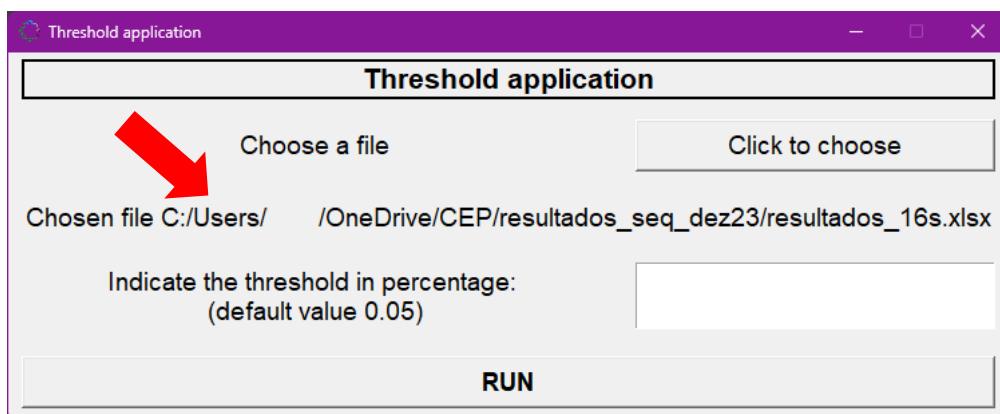 Threshold application
Threshold application
Choose a file
Click to choose
Chosen file C:/Users/ /OneDrive/CEP/resultados_seq_dez23/resultados_16s.xlsx
Indicate the threshold in percentage:
(default value 0.05)
RUN